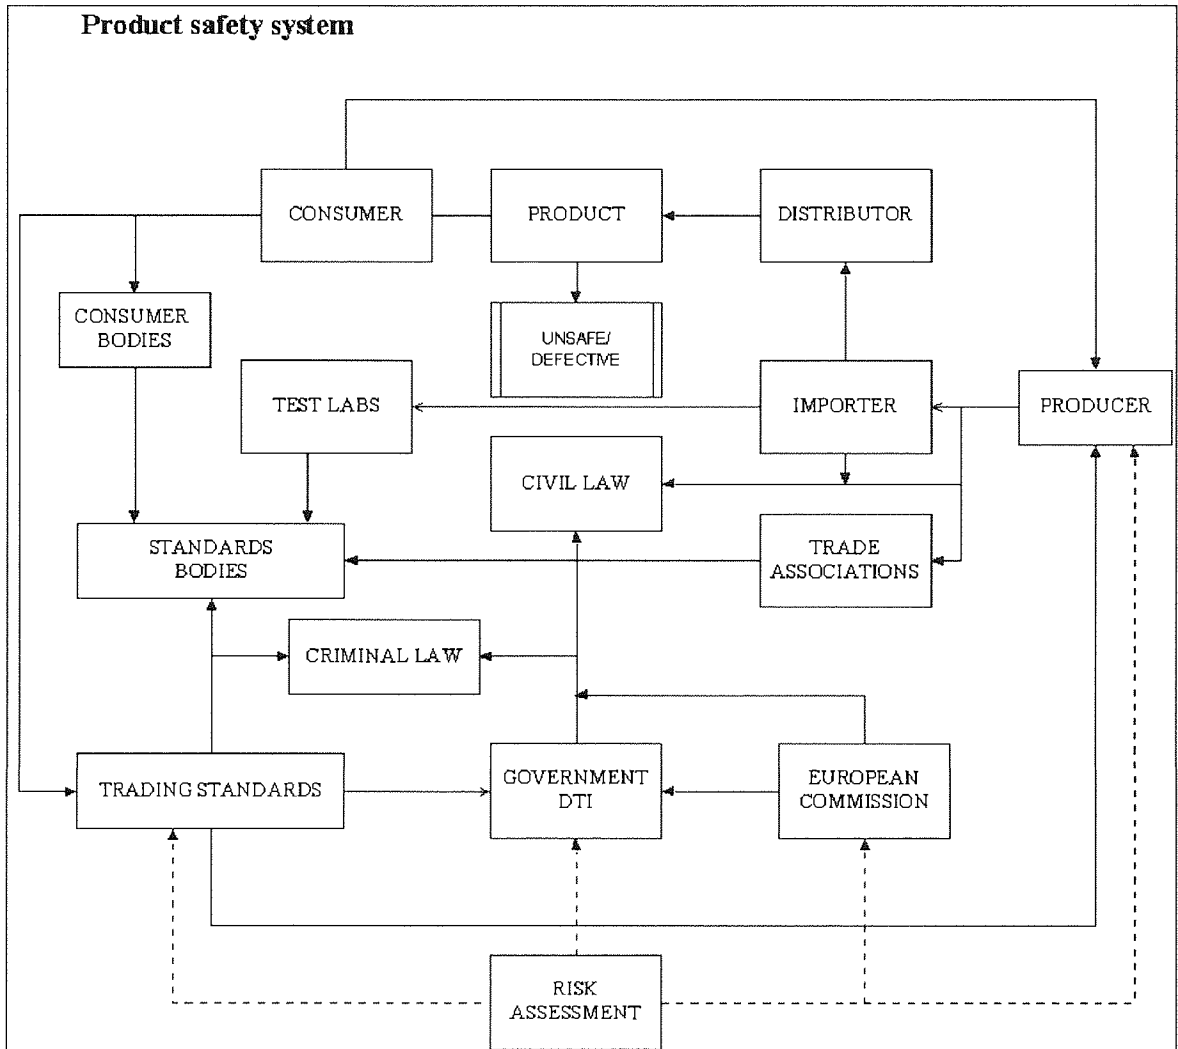 Product safety system
CONSUMER
PRODUCT
DISTRIBUTOR
CONSUMER
BODIES
UNSAFE/
DEFECTIVE
TEST LABS
IMPORTER
PRODUCER
CIVIL LAW
STANDARDS
BODIES
TRADE
ASSOCIATIONS
CRIMINAL LAW
TRADING STANDARDS
GOVERNMENT
DTI
EUROPEAN
COMMISSION
RISK
ASSESSMENT